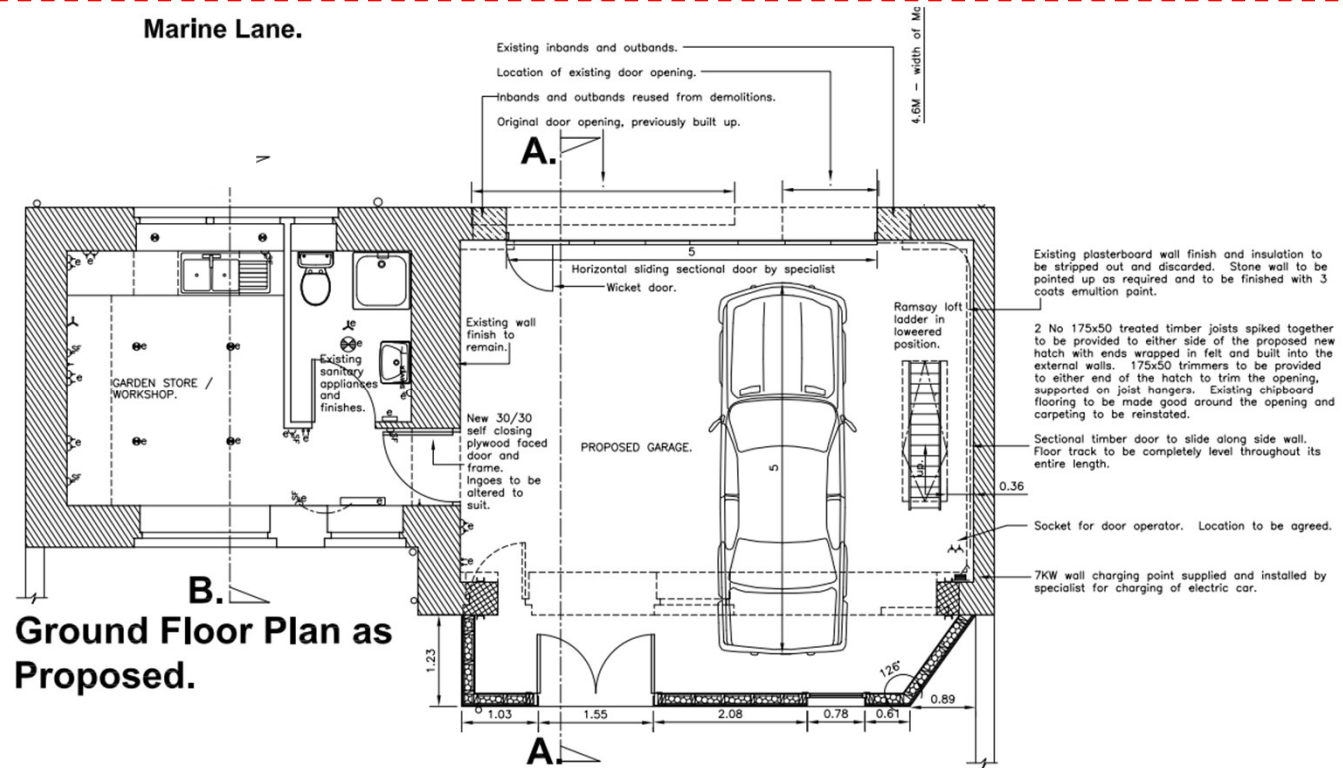 Marine Lane.
4.6M – width of Ma
Existing inbands and outbands.
Location of existing door opening.
Inbands and outbands reused from demolitions.
Original door opening, previously built up.
A.
5
Horizontal sliding sectional door by specialist
Wicket door.
Existing wall
finish to
remain.
Ramsay loft
ladder in
loweered
position.
Existing plasterboard wall finish and insulation to
be stripped out and discarded. Stone wall to be
pointed up as required and to be finished with 3
coats emultion paint.
2 No 175x50 treated timber joists spiked together
to be provided to either side of the proposed new
hatch with ends wrapped in felt and built into the
external walls. 175x50 trimmers to be provided
to either end of the hatch to trim the opening,
supported on joist hangers. Existing chipboard
flooring to be made good around the opening and
carpeting to be reinstated.
Sectional timber door to slide along side wall.
Floor track to be completely level throughout its
entire length.
0.36
Socket for door operator. Location to be agreed.
7KW wall charging point supplied and installed by
specialist for charging of electric car.
GARDEN STORE /
WORKSHOP.
Existing
sanitary
appliances
and
finishes.
New 30/30
self closing
plywood faced
door and
frame.
Ingoes to be
altered to
suit.
PROPOSED GARAGE.
5
up.
B.
Ground Floor Plan as
Proposed.
1.23
126°
1.03
1.55
2.08
0.78
0.61
0.89
A.